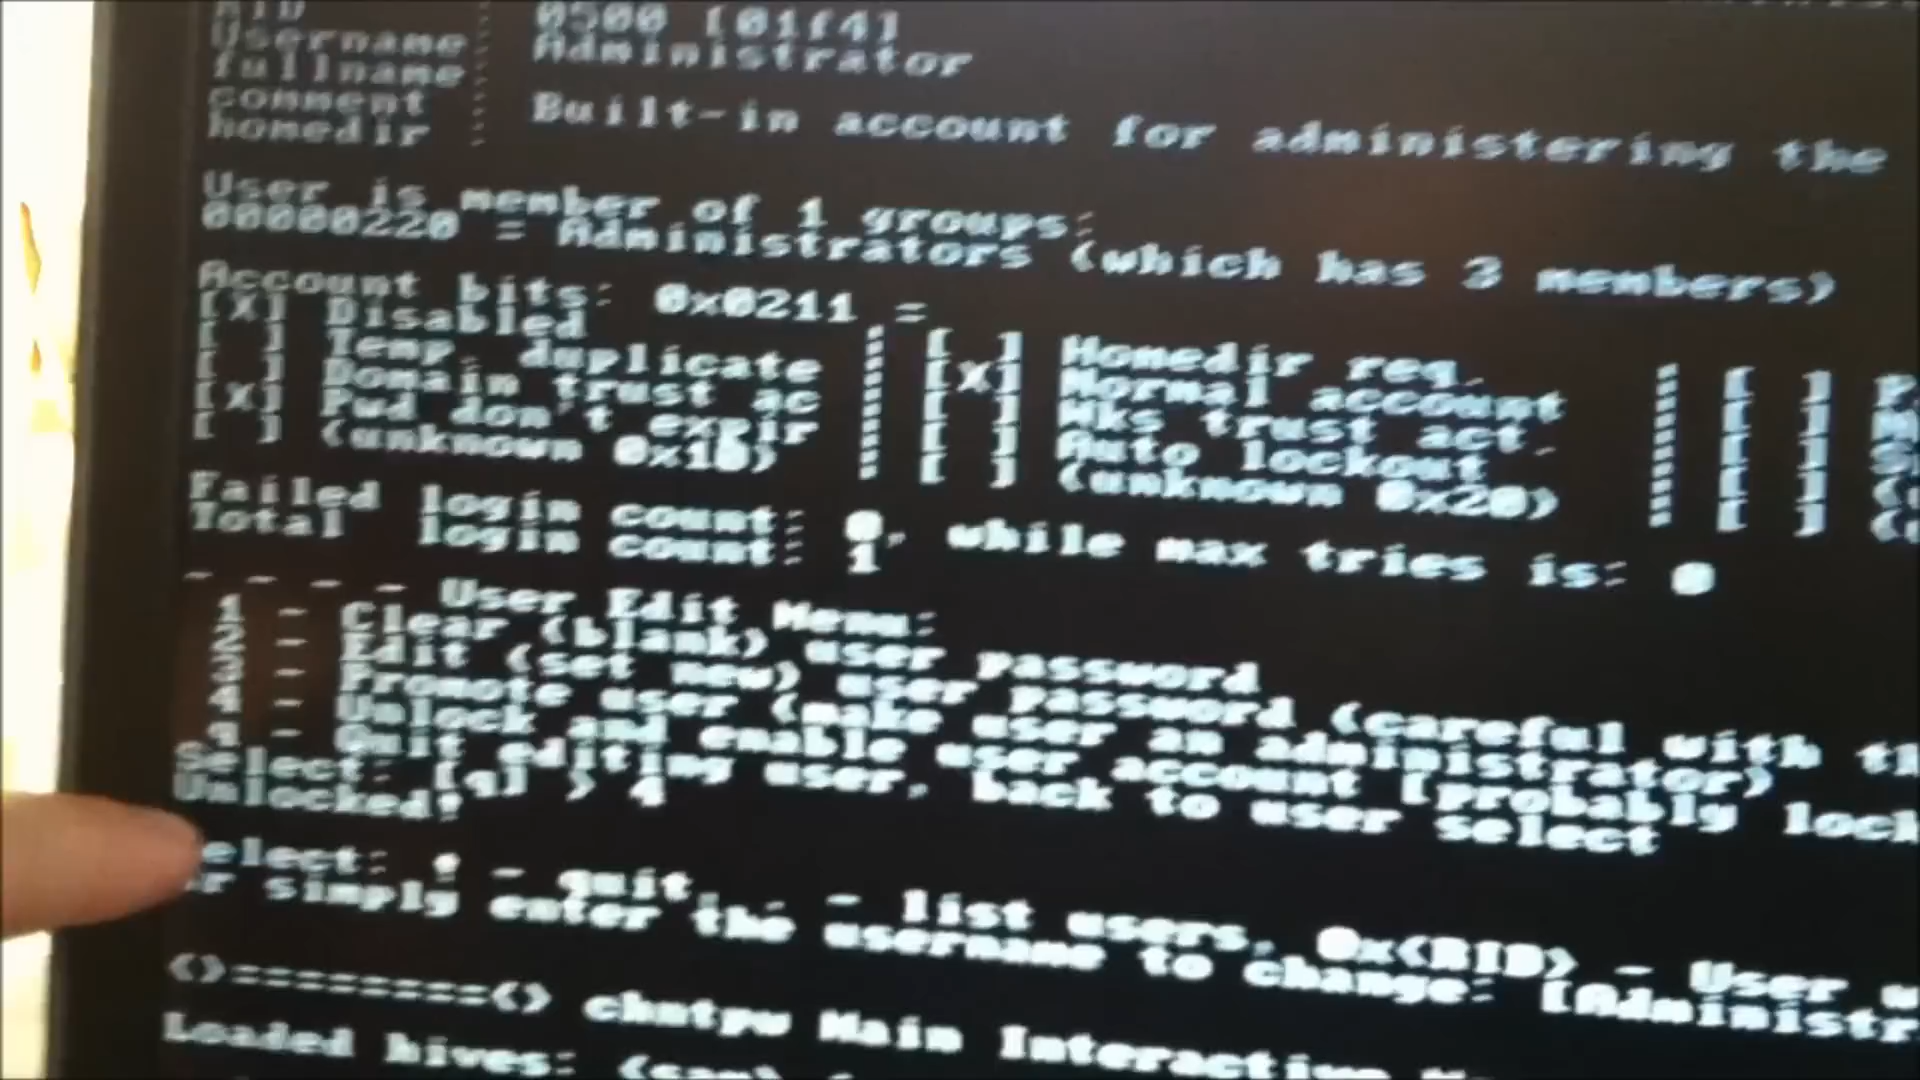 RID : 0500 [01f4]
Username: Administrator
fullname:
comment : Built-in account for administering the
homedir :
User is member of 1 groups:
00000220 = Administrators (which has 3 members)
Account bits: 0x0211 =
[X] Disabled | [ ] Homedir req. | [ ]
[ ] Temp. duplicate | [X] Normal account | [ ]
[ ] Domain trust ac | [ ] Wks trust act. | [ ]
[X] Pwd don't expir | [ ] Auto lockout | [ ]
[ ] (unknown 0x10) | [ ] (unknown 0x20) | [ ]
Failed login count: 0, while max tries is: 0
Total login count: 1
- - - - User Edit Menu:
1 - Clear (blank) user password
2 - Edit (set new) user password (careful with
3 - Promote user (make user an administrator)
4 - Unlock and enable user account [probably
q - Quit editing user, back to user select
Select: [q] > 4
Unlocked!
elect: ! - quit, . - list users, 0x<RID> - User
r simply enter the username to change: [Administr
<>========<> chntpw Main Interactive
Loaded hives: <sam>